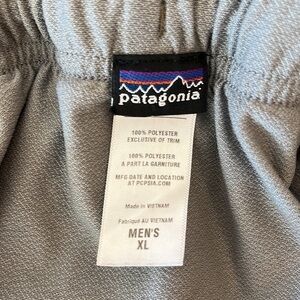 patagonia
100% POLYESTER
EXCLUSIVE OF TRIM
100% POLYESTER
A PART LA GARNITURE
MFG DATE AND LOCATION
AT PCPSIA.COM
Made in VIETNAM
Fabriqué AU VIETNAM
MEN'S
XL